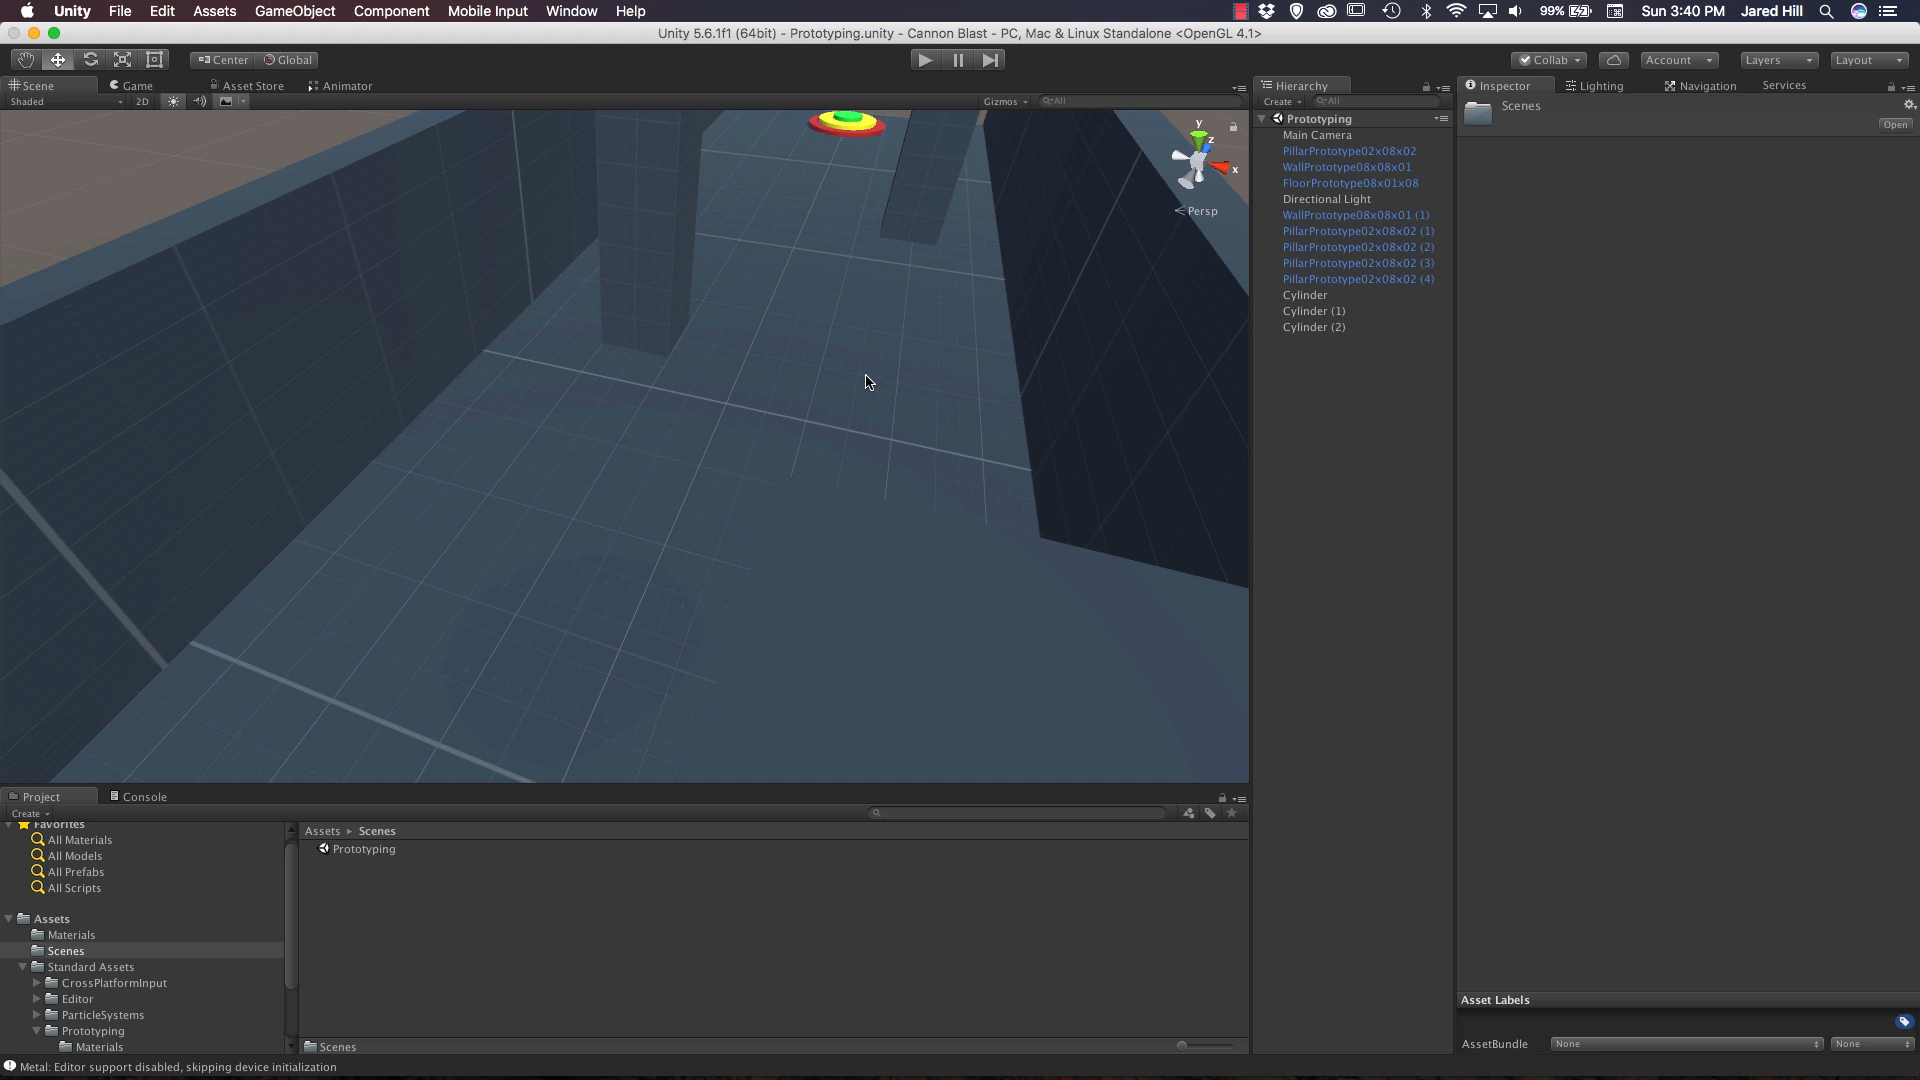 Unity File Edit Assets GameObject Component Mobile Input Window Help 99% Sun 3:40 PM Jared Hill
Unity 5.6.1f1 (64bit) - Prototyping.unity - Cannon Blast - PC, Mac & Linux Standalone <OpenGL 4.1>
Center Global Collab Account Layers Layout
Scene Game Asset Store Animator
Shaded 2D Gizmos All
y
z
x
Persp
Hierarchy
Create All
Prototyping
Main Camera
PillarPrototype02x08x02
WallPrototype08x08x01
FloorPrototype08x01x08
Directional Light
WallPrototype08x08x01 (1)
PillarPrototype02x08x02 (1)
PillarPrototype02x08x02 (2)
PillarPrototype02x08x02 (3)
PillarPrototype02x08x02 (4)
Cylinder
Cylinder (1)
Cylinder (2)
Inspector Lighting Navigation Services
Scenes
Open
Project Console
Create
Favorites
All Materials
All Models
All Prefabs
All Scripts
Assets
Materials
Scenes
Standard Assets
CrossPlatformInput
Editor
ParticleSystems
Prototyping
Materials
Assets Scenes
Prototyping
Scenes
Asset Labels
AssetBundle None None
Metal: Editor support disabled, skipping device initialization